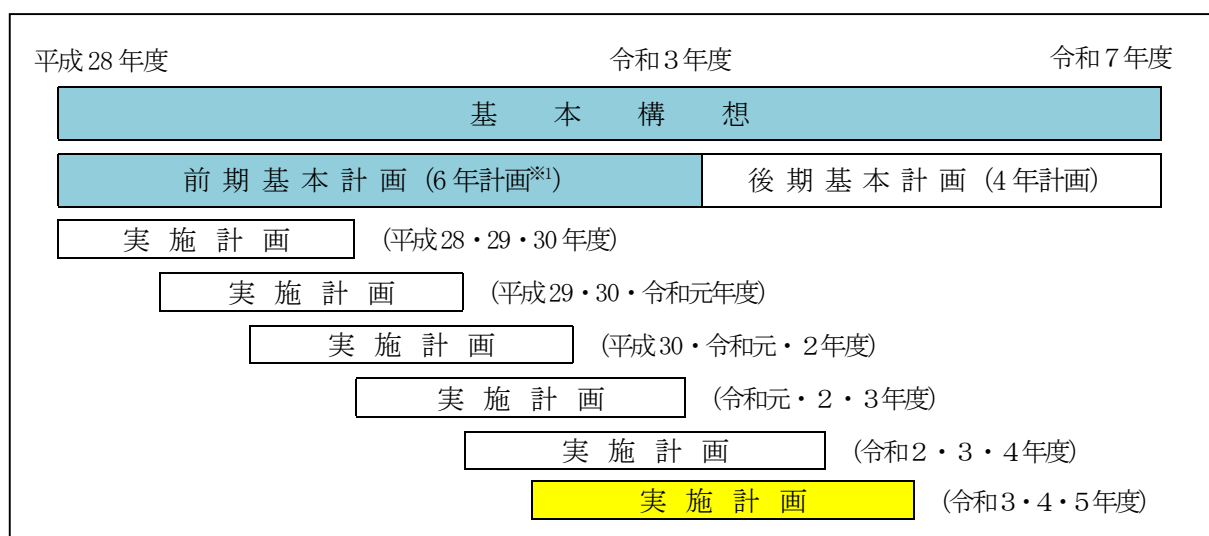 平成28年度 令和３年度 令和７年度
基本構想
前期基本計画 (6年計画※1) 後期基本計画 (4年計画)
実施計画 (平成28・29・30年度)
実施計画 (平成29・30・令和元年度)
実施計画 (平成30・令和元・２年度)
実施計画 (令和元・２・３年度)
実施計画 (令和２・３・４年度)
実施計画 (令和３・４・５年度)